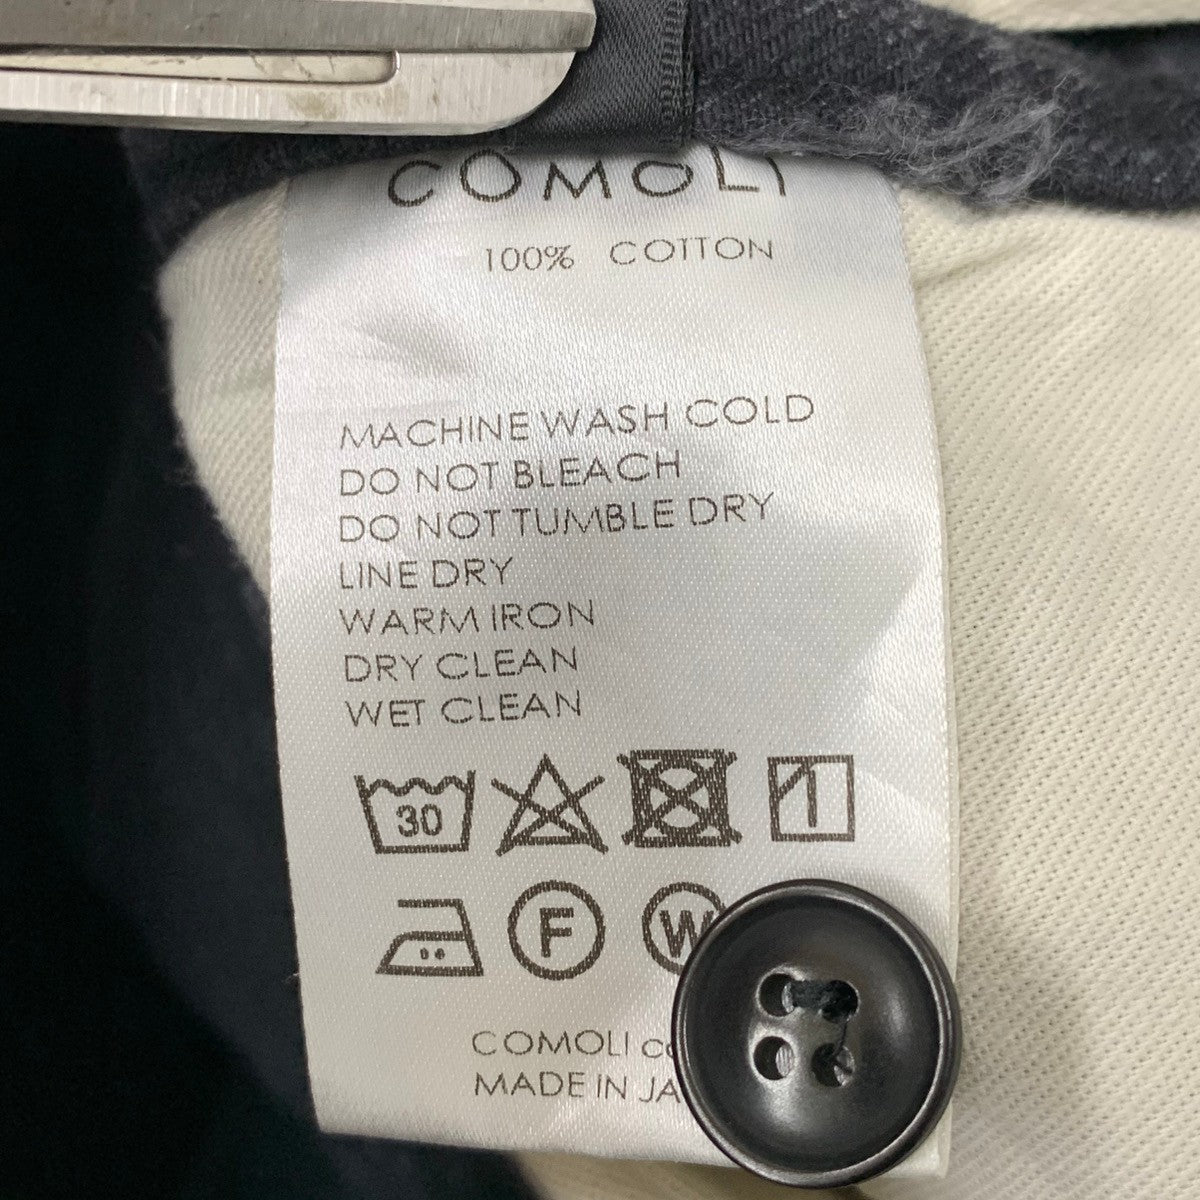 COMOLI
100% COTTON
MACHINE WASH COLD
DO NOT BLEACH
DO NOT TUMBLE DRY
LINE DRY
WARM IRON
DRY CLEAN
WET CLEAN
30
F W
COMOLI
MADE IN